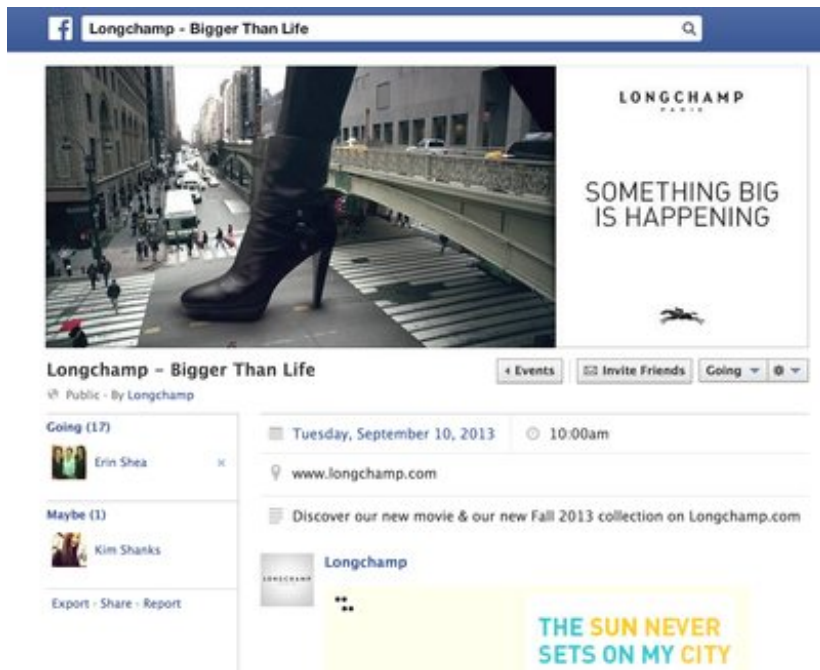 Longchamp - Bigger Than Life
LONGCHAMP
PARIS
SOMETHING BIG
IS HAPPENING
Longchamp – Bigger Than Life
Events
Invite Friends
Going
Public · By Longchamp
Going (17)
Erin Shea
Maybe (1)
Kim Shanks
Export · Share · Report
Tuesday, September 10, 2013
10:00am
www.longchamp.com
Discover our new movie & our new Fall 2013 collection on Longchamp.com
LONGCHAMP
Longchamp
THE SUN NEVER
SETS ON MY CITY